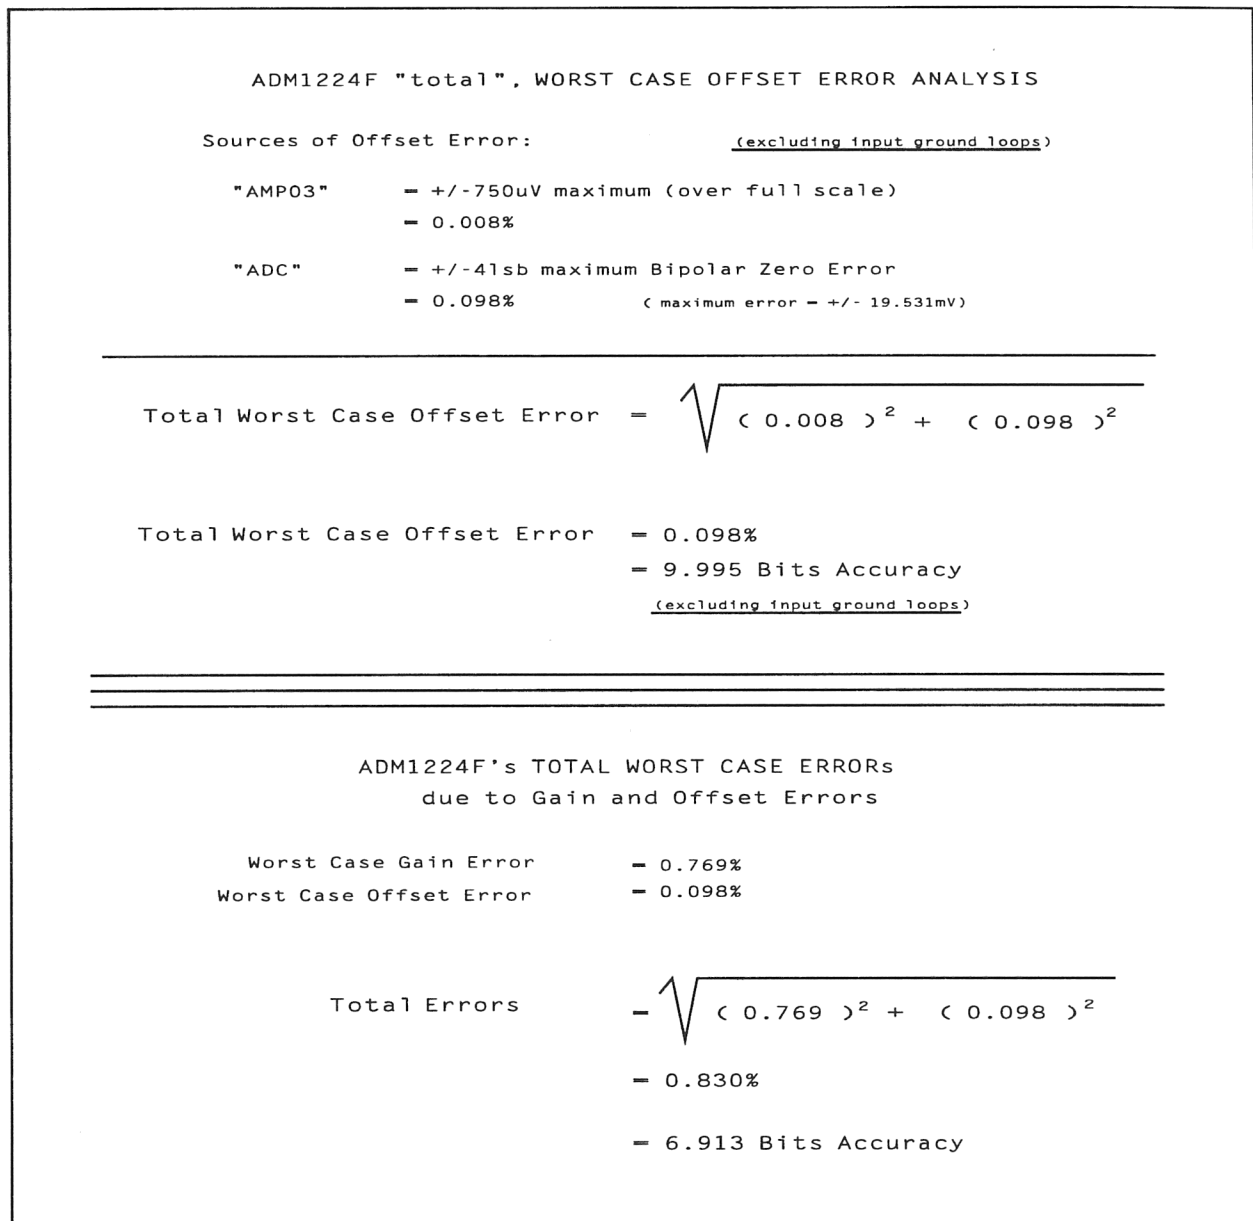 ADM1224F "total", WORST CASE OFFSET ERROR ANALYSIS
Sources of Offset Error: (excluding input ground loops)
"AMP03" = +/-750uV maximum (over full scale)
= 0.008%
"ADC" = +/-4lsb maximum Bipolar Zero Error
= 0.098% ( maximum error = +/- 19.531mV)
Total Worst Case Offset Error = √ ( 0.008 )² + ( 0.098 )²
Total Worst Case Offset Error = 0.098%
= 9.995 Bits Accuracy
(excluding input ground loops)
ADM1224F's TOTAL WORST CASE ERRORs
due to Gain and Offset Errors
Worst Case Gain Error = 0.769%
Worst Case Offset Error = 0.098%
Total Errors = √ ( 0.769 )² + ( 0.098 )²
= 0.830%
= 6.913 Bits Accuracy